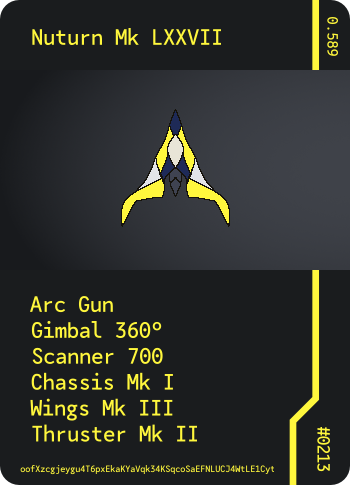 Nuturn Mk LXXVII
0.589
Arc Gun
Gimbal 360°
Scanner 700
Chassis Mk I
Wings Mk III
Thruster Mk II
#0213
oofXzcgjeygu4T6pxEkaKYaVqk34KSqcoSaEFNLUCJ4WtLE1Cyt